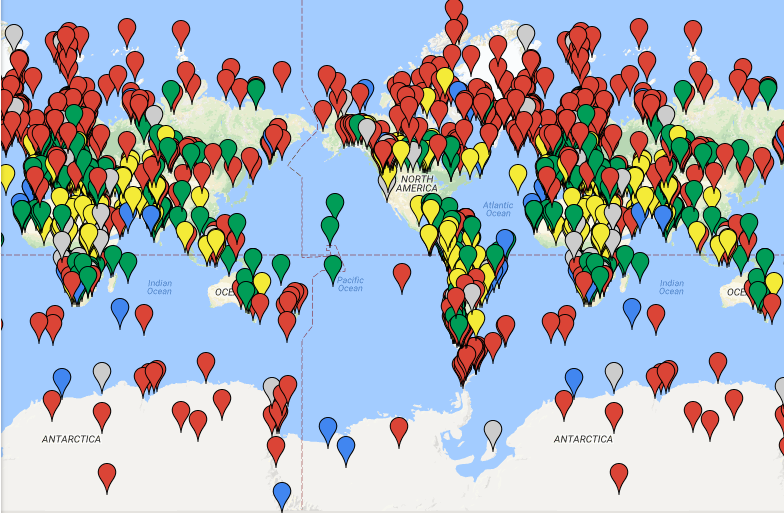 NORTH
AMERICA
Atlantic
Ocean
Indian
Ocean
Pacific
Ocean
Indian
Ocean
OCE
OCE
ANTARCTICA
ANTARCTICA